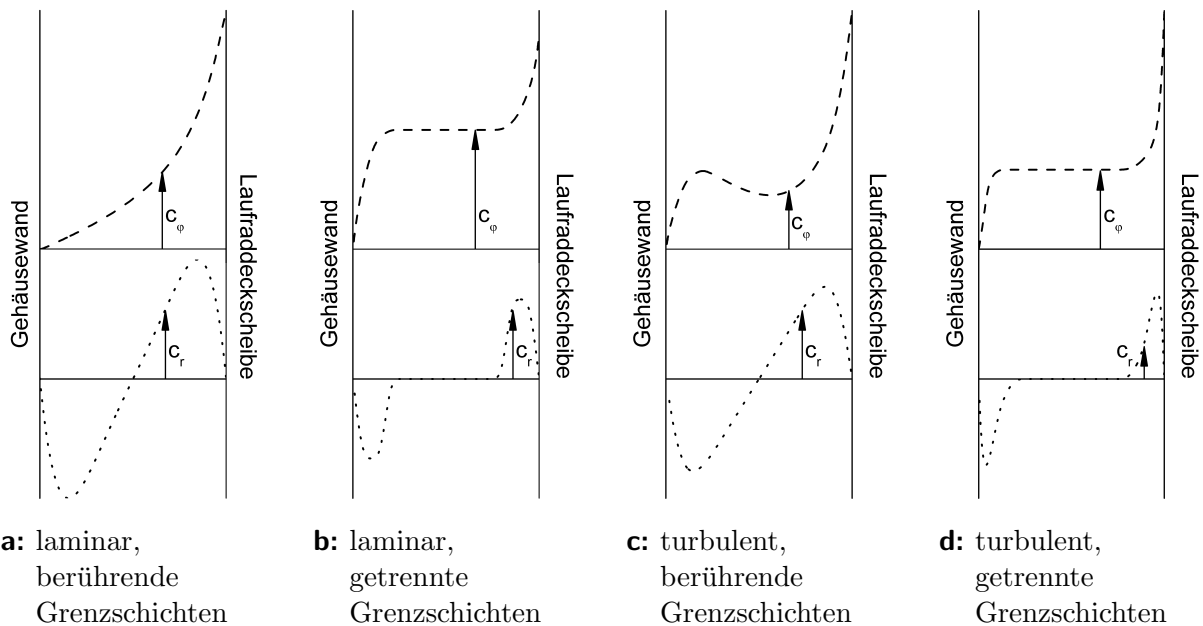 Gehäusewand
c_φ
c_r
Laufraddeckscheibe
Gehäusewand
c_φ
c_r
Laufraddeckscheibe
Gehäusewand
c_φ
c_r
Laufraddeckscheibe
Gehäusewand
c_φ
c_r
Laufraddeckscheibe
a: laminar,
berührende
Grenzschichten
b: laminar,
getrennte
Grenzschichten
c: turbulent,
berührende
Grenzschichten
d: turbulent,
getrennte
Grenzschichten